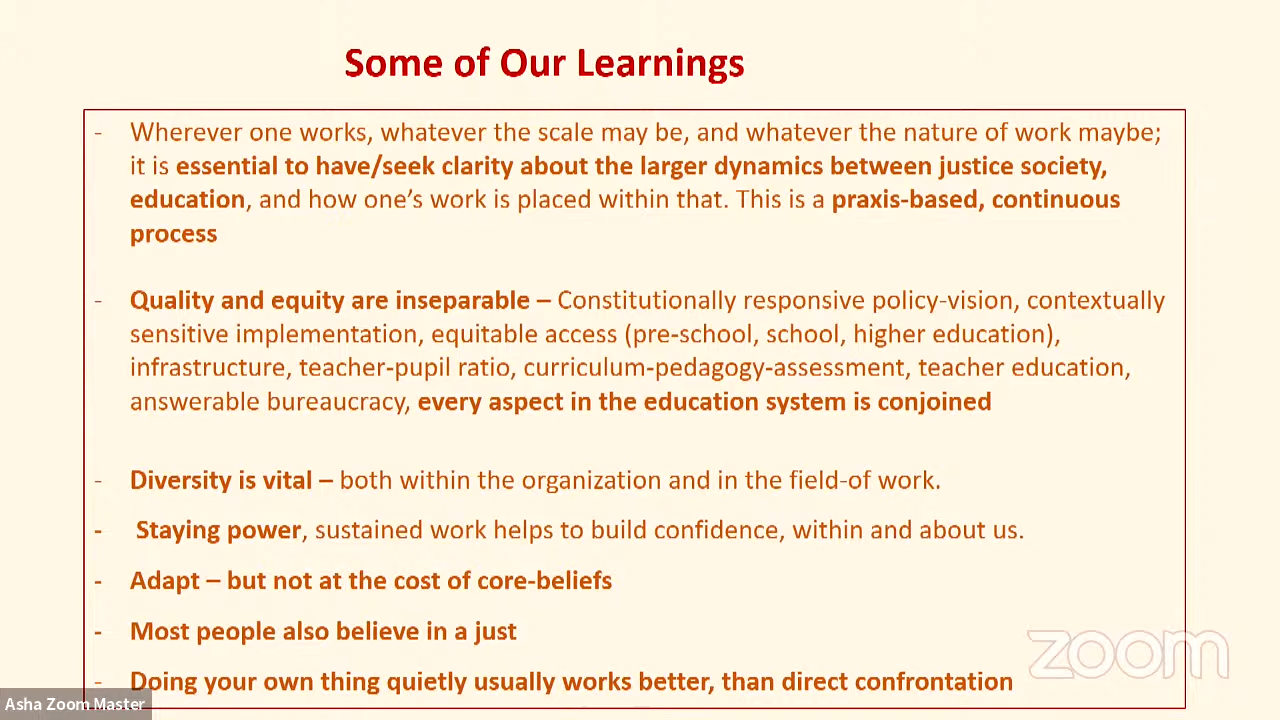 Some of Our Learnings
- Wherever one works, whatever the scale may be, and whatever the nature of work maybe;
it is essential to have/seek clarity about the larger dynamics between justice society,
education, and how one's work is placed within that. This is a praxis-based, continuous
process
- Quality and equity are inseparable – Constitutionally responsive policy-vision, contextually
sensitive implementation, equitable access (pre-school, school, higher education),
infrastructure, teacher-pupil ratio, curriculum-pedagogy-assessment, teacher education,
answerable bureaucracy, every aspect in the education system is conjoined
- Diversity is vital – both within the organization and in the field-of work.
- Staying power, sustained work helps to build confidence, within and about us.
- Adapt – but not at the cost of core-beliefs
- Most people also believe in a just
- Doing your own thing quietly usually works better, than direct confrontation
zoom
Asha Zoom Master